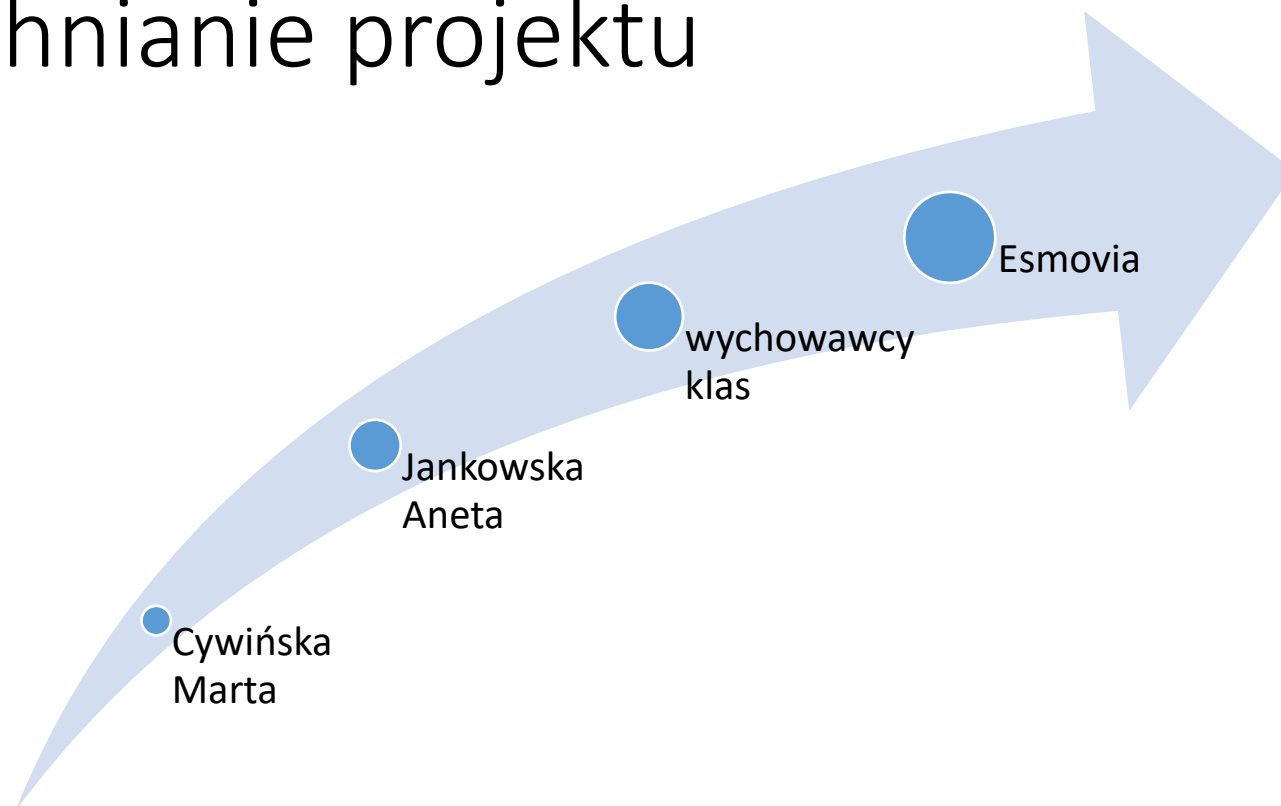 hnianie projektu
Esmovia
wychowawcy
klas
Jankowska
Aneta
Cywińska
Marta